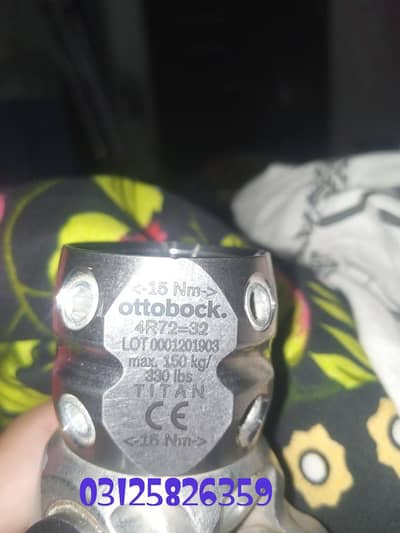 <-15 Nm->
ottobock.
4R72=32
LOT 0001201903
max. 150 kg/
330 lbs
TITAN
CE
<-15 Nm->
03125826359